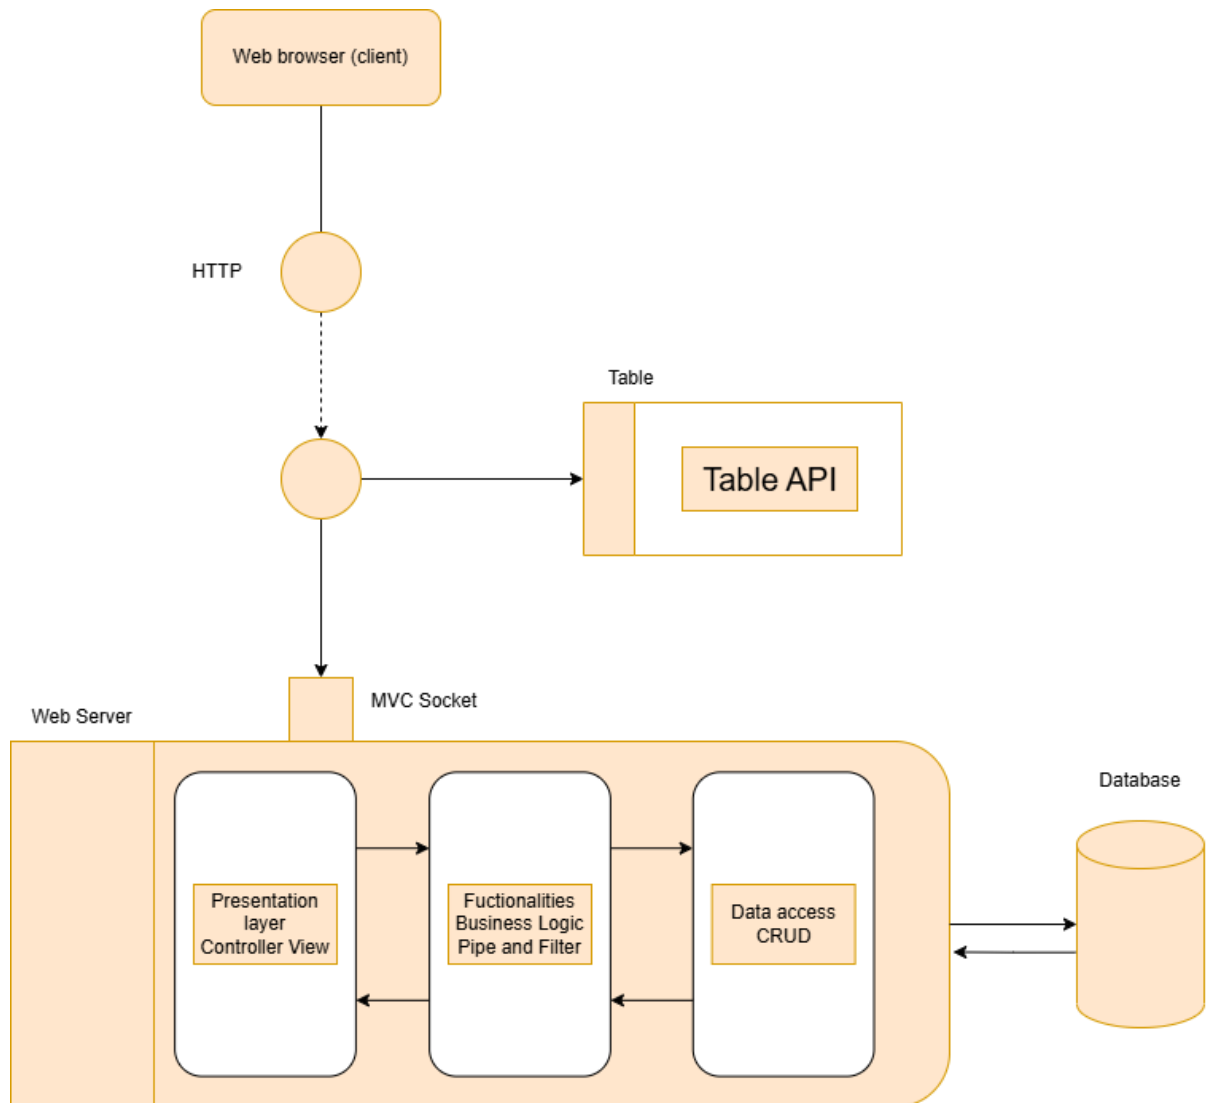 Web browser (client)
HTTP
Table
Table API
MVC Socket
Web Server
Database
Presentation
layer
Controller View
Fuctionalities
Business Logic
Pipe and Filter
Data access
CRUD